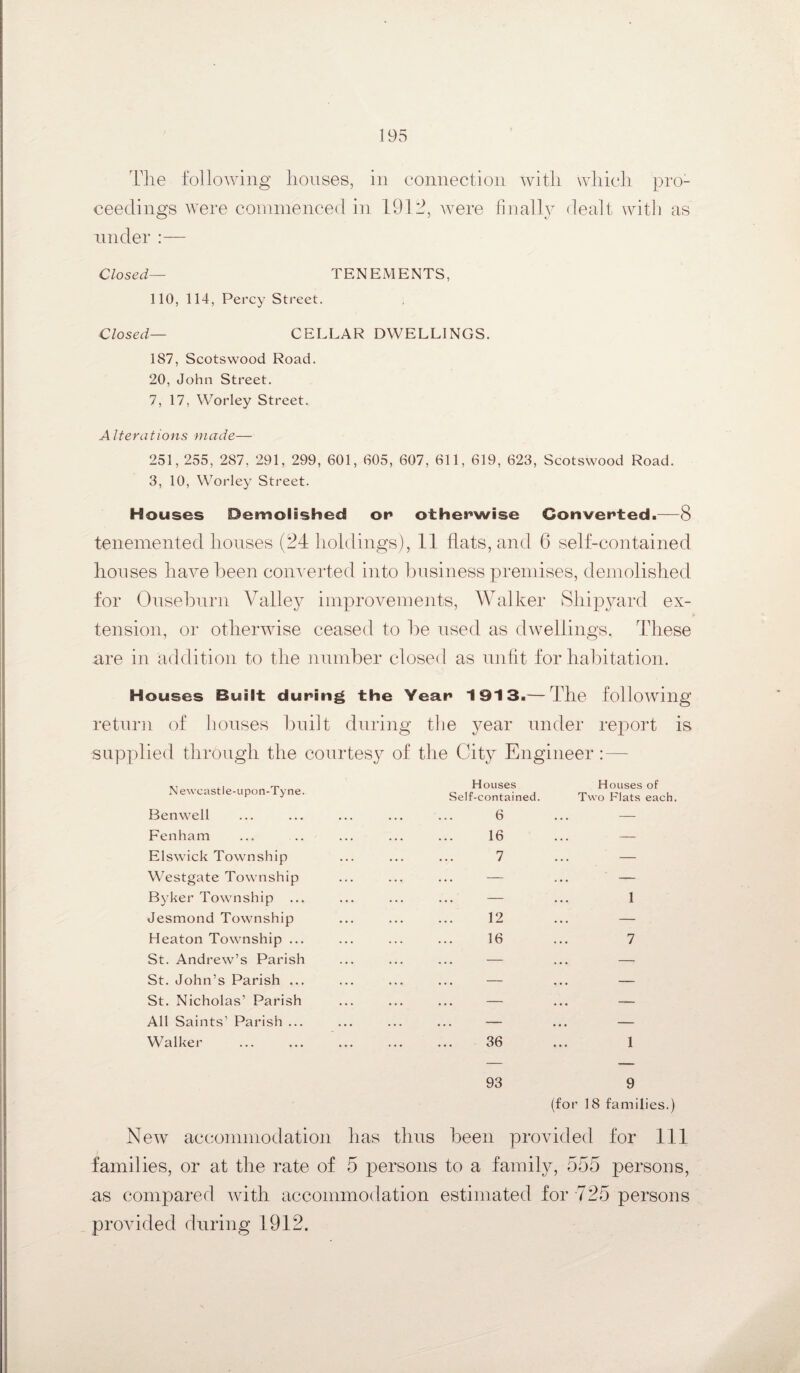 195
The following houses, in connection with which pro-
ceedings were commenced in 1912, were finally dealt with as
under :—
Closed— TENEMENTS,
110, 114, Percy Street.
Closed— CELLAR DWELLINGS.
187, Scotswood Road.
20, John Street.
7, 17, Worley Street.
Alterations made—
251, 255, 287, 291, 299, 601, 605, 607, 611, 619, 623, Scotswood Road.
3, 10, Worley Street.
Houses Demolished or otherwise Converted.—8
tenemented houses (24 holdings), 11 flats, and 6 self-contained
houses have been converted into business premises, demolished
for Ouseburn Valley improvements, Walker Shipyard ex-
tension, or otherwise ceased to be used as dwellings. These
are in addition to the number closed as unfit for habitation.
Houses Built during the Year 1913.—The following
return of houses built during the year under report is
supplied through the courtesy of the City Engineer :—
Newcastle-upon-Tyne. Houses Self-contained. Houses of Two Flats each.
Benwell ... ... ... ... ... 6 ... —
Fenham ... .. ... ... ... 16 ... —
Elswick Township ... ... ... 7 ... —
Westgate Township ... ... ... — ... —
Byker Township ... ... ... ... — ... 1
Jesmond Township ... ... ... 12 ... —
Heaton Township ... ... ... ... 16 ... 7
St. Andrew's Parish ... ... ... — ... —
St. John's Parish ... ... ... ... — ... —
St. Nicholas' Parish ... ... ... — ... —
All Saints' Parish ... ... ... ... — ... —
Walker ... ... ... ... ... 36 ... 1
93 9
(for 18 families.)
New accommodation has thus been provided for 111
families, or at the rate of 5 persons to a family, 555 persons,
as compared with accommodation estimated for 725 persons
provided during 1912.